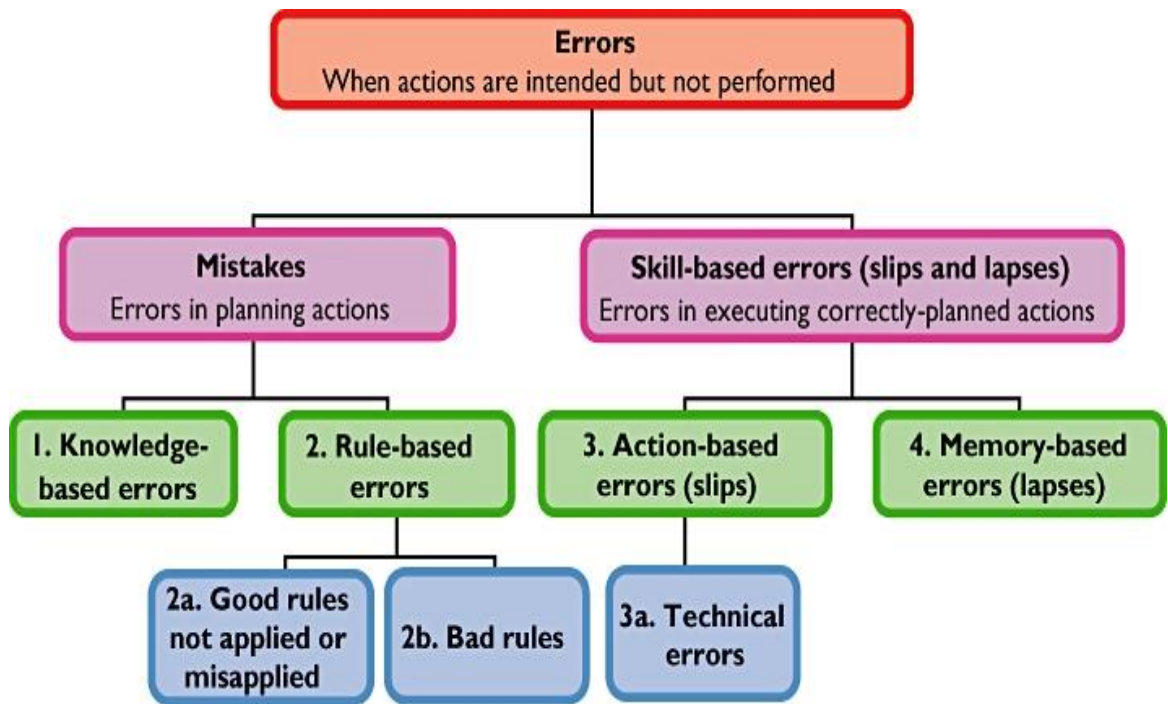 Errors
When actions are intended but not performed
Mistakes
Errors in planning actions
Skill-based errors (slips and lapses)
Errors in executing correctly-planned actions
1. Knowledge-
based errors
2. Rule-based
errors
3. Action-based
errors (slips)
4. Memory-based
errors (lapses)
2a. Good rules
not applied or
misapplied
2b. Bad rules
3a. Technical
errors